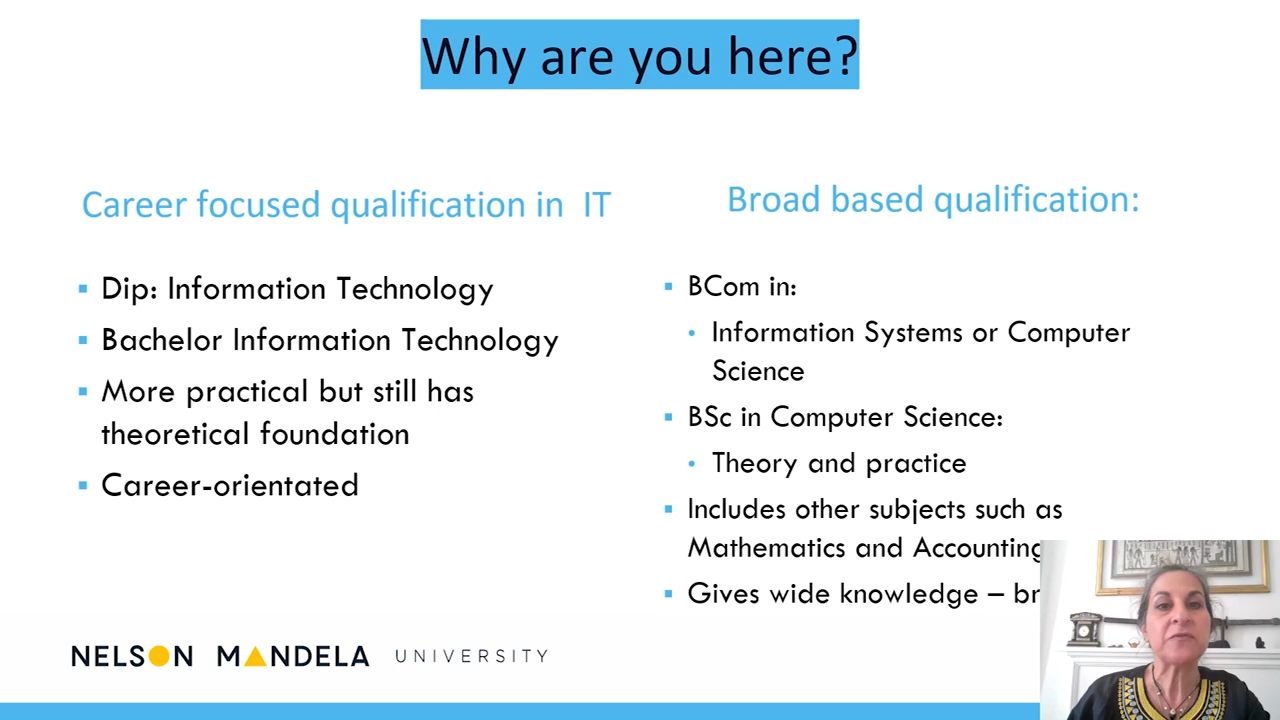 Why are you here?
Career focused qualification in IT
Dip: Information Technology
Bachelor Information Technology
More practical but still has
theoretical foundation
Career-orientated
Broad based qualification:
BCom in:
Information Systems or Computer
Science
BSc in Computer Science:
Theory and practice
Includes other subjects such as
Mathematics and Accounting
Gives wide knowledge –
NELSON MANDELA UNIVERSITY